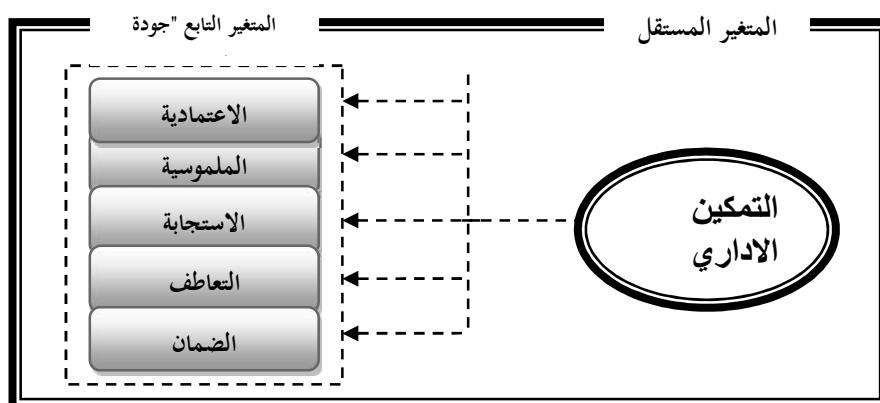 المتغير المستقل
المتغير التابع "جودة
الاعتمادية
الملموسية
الاستجابة
التعاطف
الضمان
التمكين
الاداري